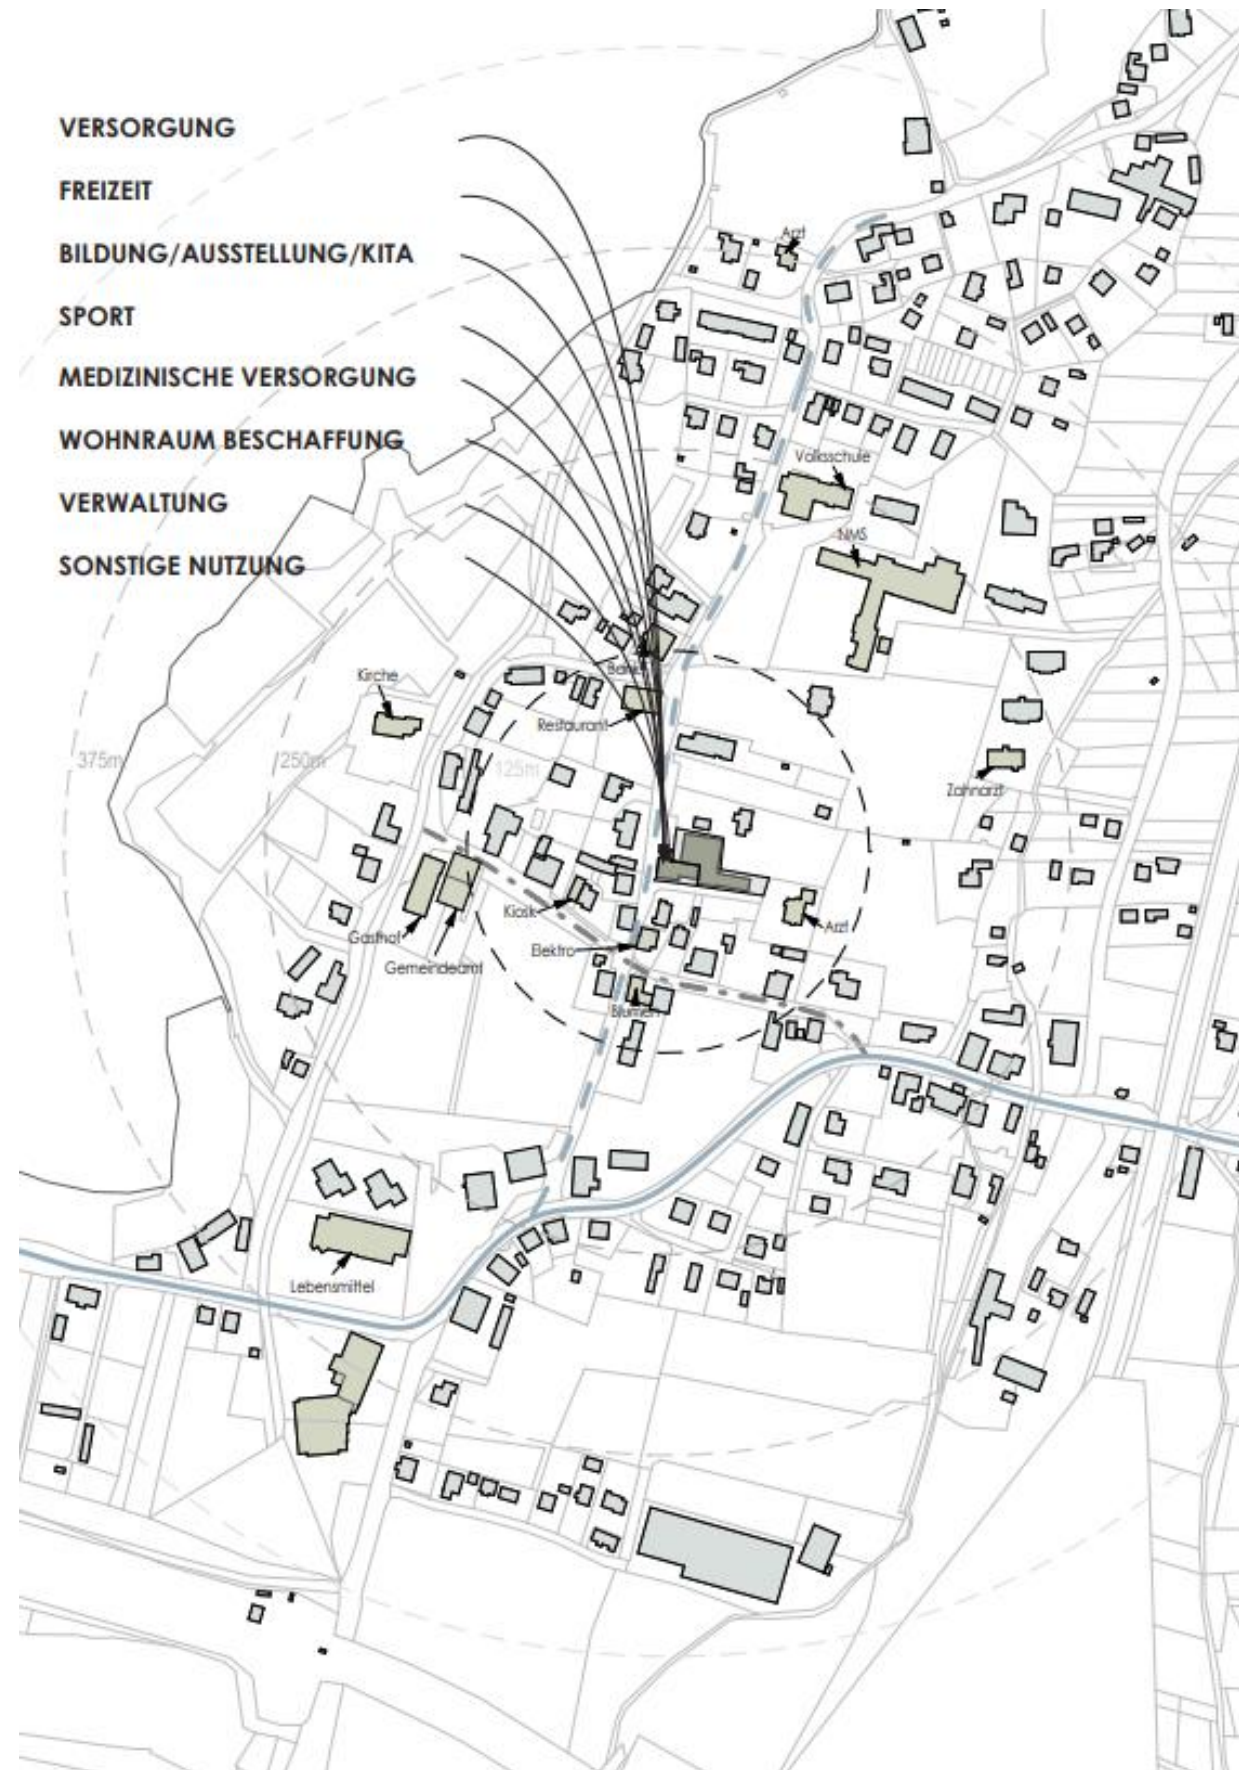 VERSORGUNG
FREIZEIT
BILDUNG/AUSSTELLUNG/KITA
SPORT
MEDIZINISCHE VERSORGUNG
WOHNRAUM BESCHAFFUNG
VERWALTUNG
SONSTIGE NUTZUNG
Arzt
Volksschule
NMS
Kirche
Restaurant
375m
250m
125m
Zahnarzt
Kiosk
Arzt
Gasthof
Elektro
Gemeindeamt
Blumen
Lebensmittel